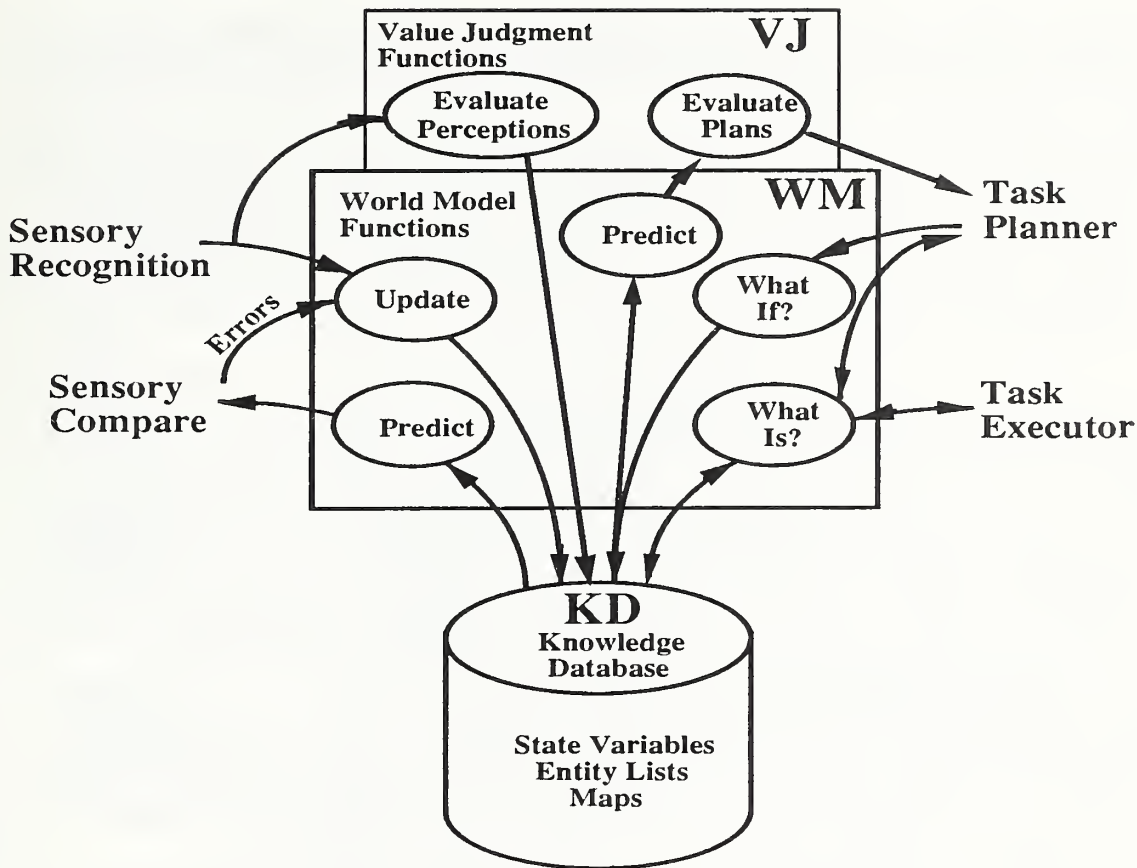 Value Judgment
Functions
VJ
Evaluate
Perceptions
Evaluate
Plans
World Model
Functions
WM
Sensory
Recognition
Task
Planner
Predict
Update
What
If?
Errors
Sensory
Compare
Predict
What
Is?
Task
Executor
KD
Knowledge
Database
State Variables
Entity Lists
Maps